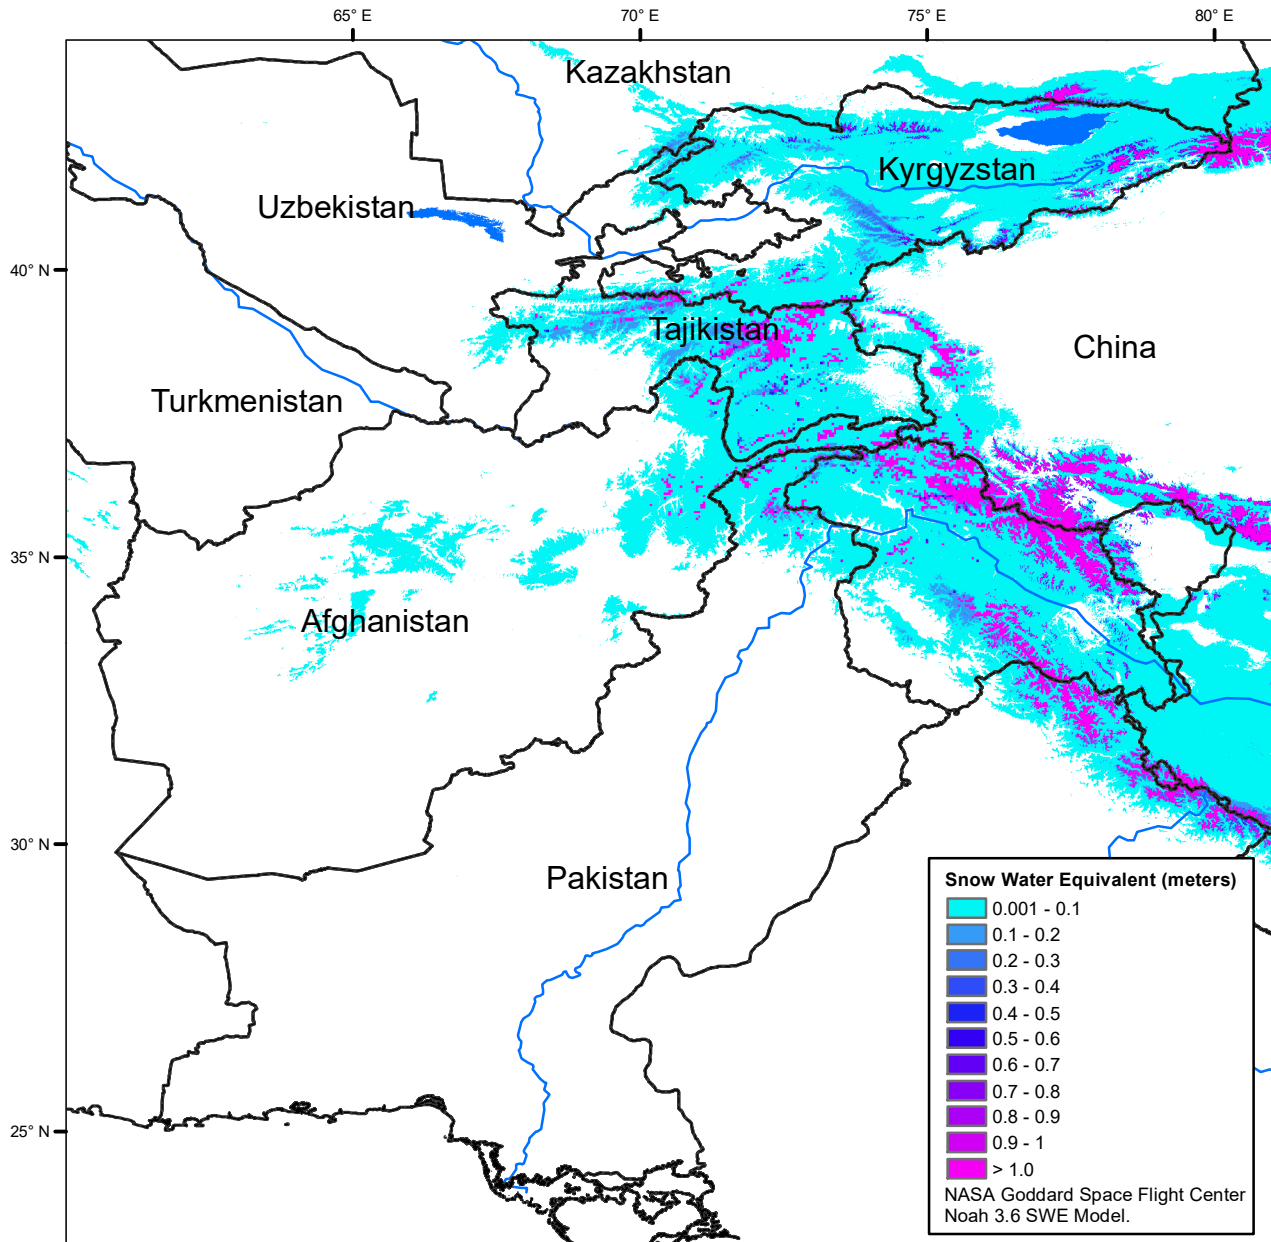 65° E
70° E
75° E
80° E
Kazakhstan
Kyrgyzstan
Uzbekistan
40° N
Tajikistan
China
Turkmenistan
35° N
Afghanistan
30° N
Pakistan
25° N
Snow Water Equivalent (meters)
0.001 - 0.1
0.1 - 0.2
0.2 - 0.3
0.3 - 0.4
0.4 - 0.5
0.5 - 0.6
0.6 - 0.7
0.7 - 0.8
0.8 - 0.9
0.9 - 1
> 1.0
NASA Goddard Space Flight Center
Noah 3.6 SWE Model.